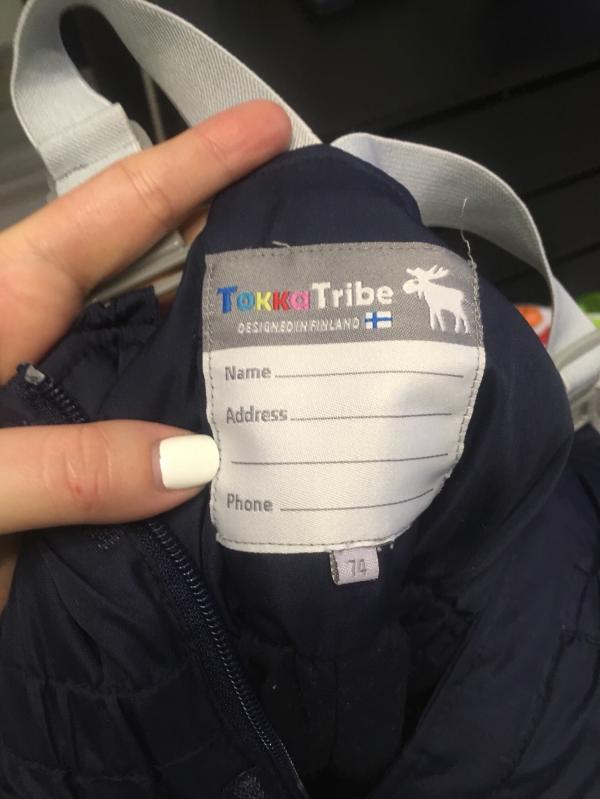 TokkaTribe
DESIGNED IN FINLAND
Name
Address
Phone
74